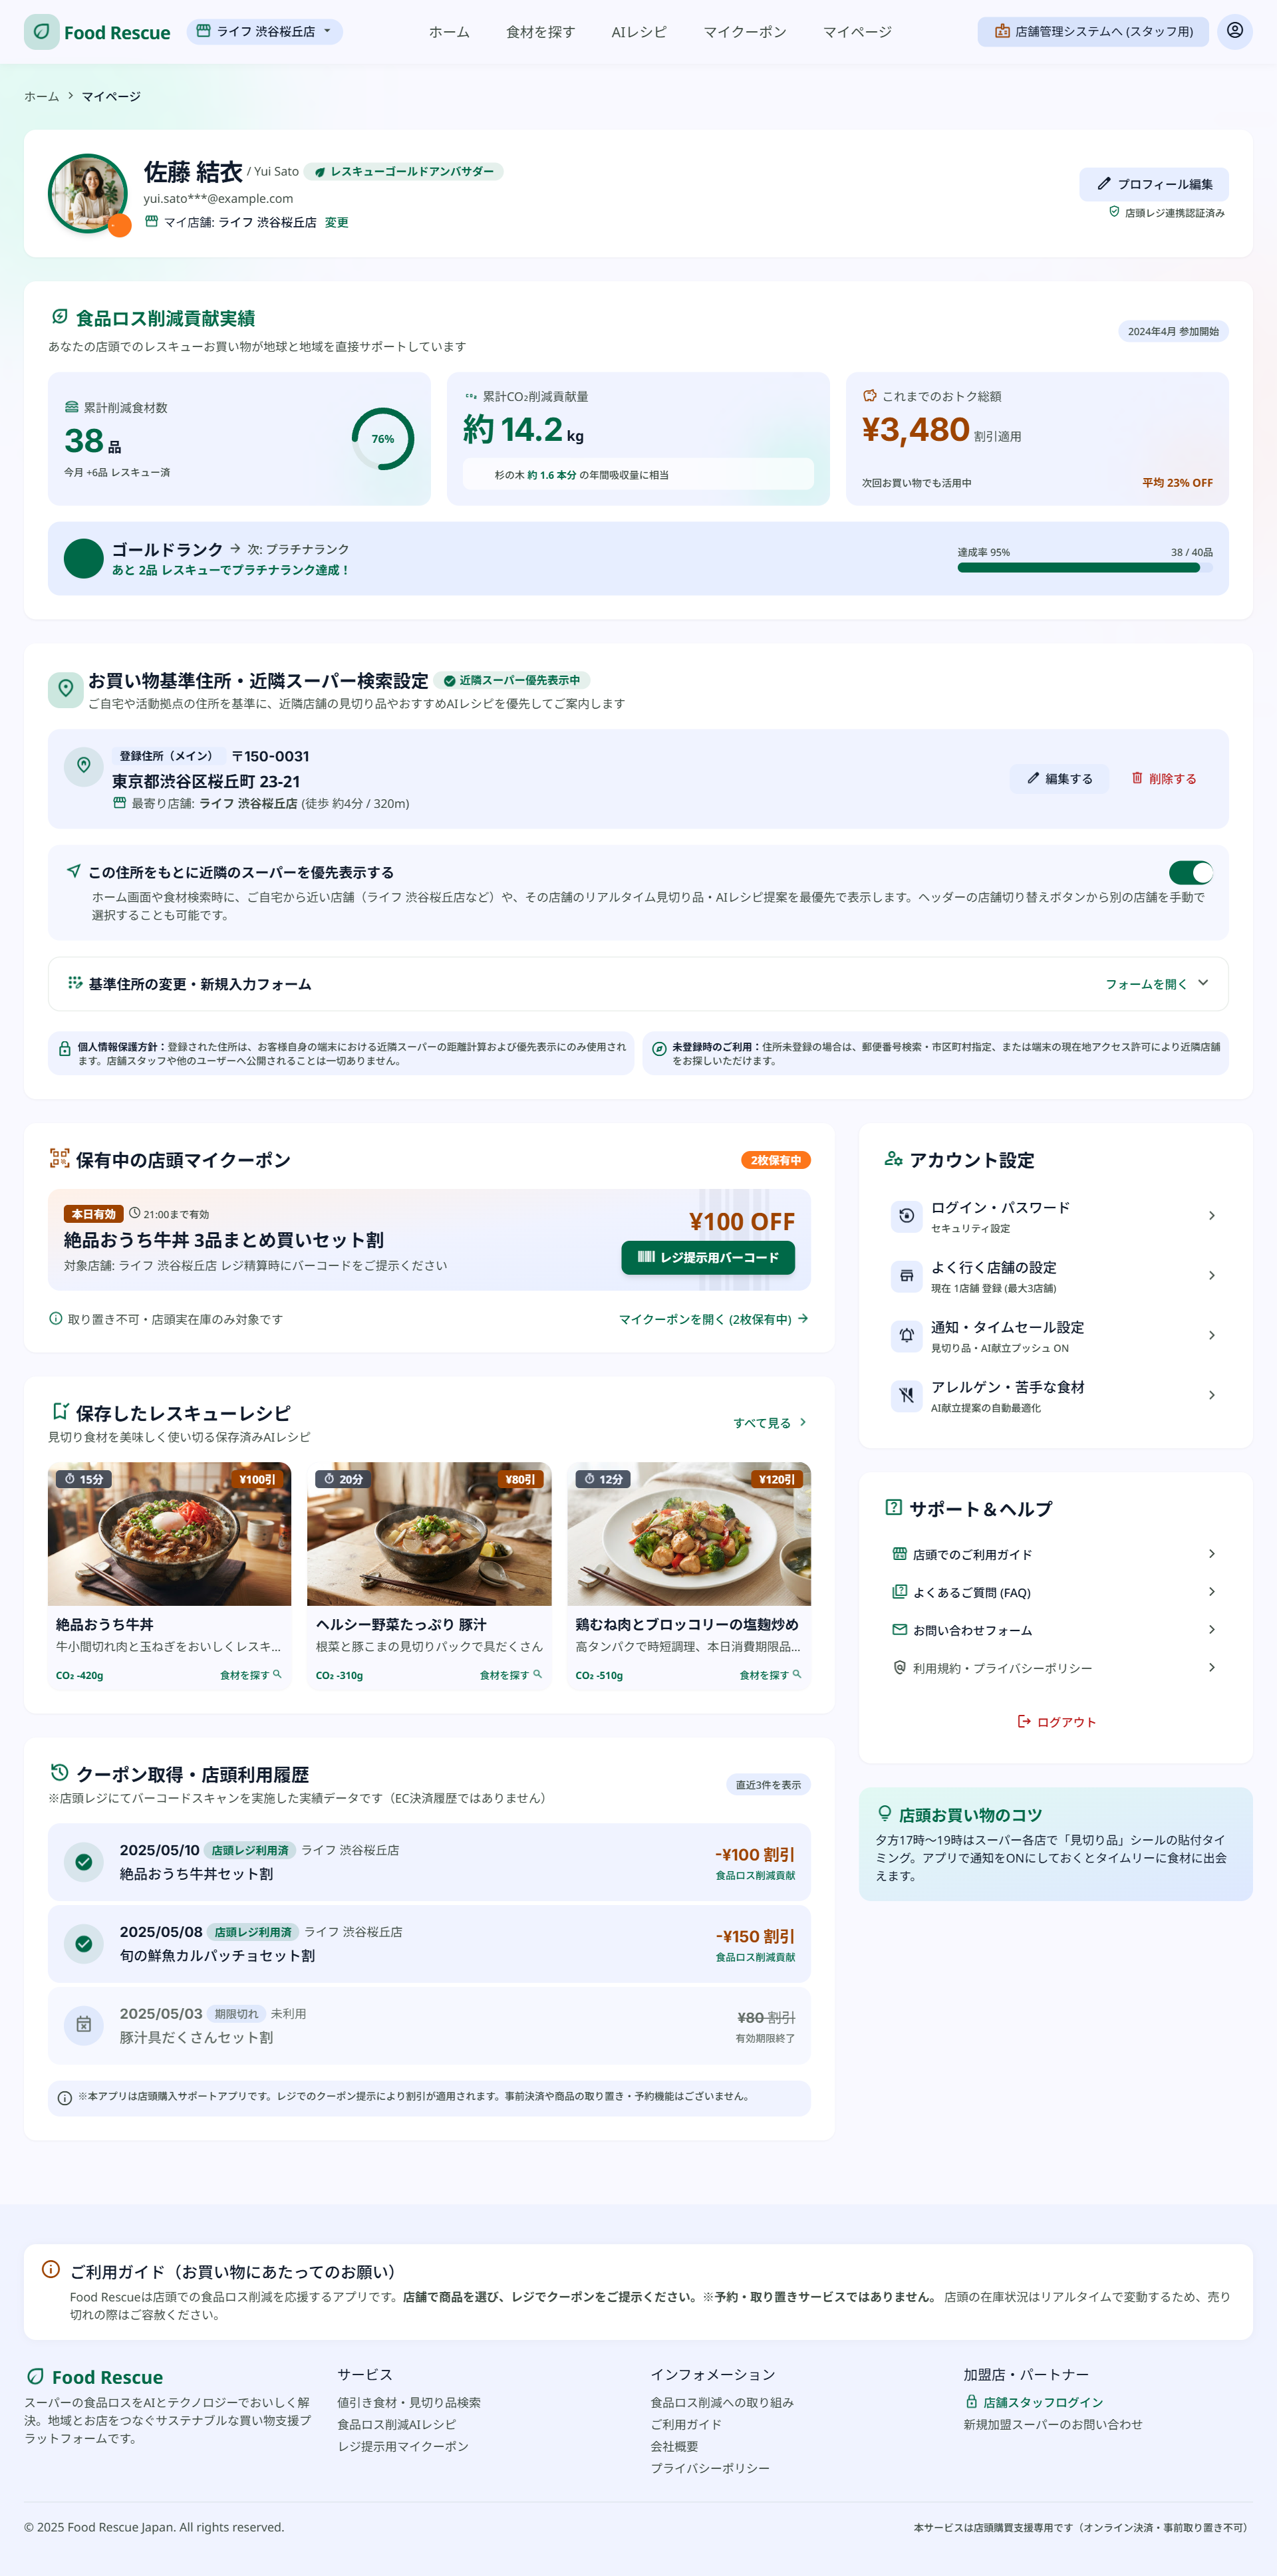 Food Rescue
ライフ 渋谷桜丘店
ホーム
食材を探す
AIレシピ
マイクーポン
マイページ
店舗管理システムへ (スタッフ用)
ホーム
マイページ
佐藤 結衣 / Yui Sato レスキューゴールドアンバサダー
yui.sato***@example.com
マイ店舗: ライフ 渋谷桜丘店 変更
プロフィール編集
店頭レジ連携認証済み
食品ロス削減貢献実績
あなたの店頭でのレスキューお買い物が地球と地域を直接サポートしています
2024年4月 参加開始
累計削減食材数
38 品
今月 +6品 レスキュー済
76%
CO₂ 累計CO₂削減貢献量
約 14.2 kg
杉の木 約 1.6 本分 の年間吸収量に相当
これまでのおトク総額
¥3,480 割引適用
次回お買い物でも活用中
平均 23% OFF
ゴールドランク → 次: プラチナランク
あと 2品 レスキューでプラチナランク達成！
達成率 95%
38 / 40品
お買い物基準住所・近隣スーパー検索設定 近隣スーパー優先表示中
ご自宅や活動拠点の住所を基準に、近隣店舗の見切り品やおすすめAIレシピを優先してご案内します
登録住所（メイン） 〒150-0031
東京都渋谷区桜丘町 23-21
最寄り店舗: ライフ 渋谷桜丘店 (徒歩 約4分 / 320m)
編集する
削除する
この住所をもとに近隣のスーパーを優先表示する
ホーム画面や食材検索時に、ご自宅から近い店舗（ライフ 渋谷桜丘店など）や、その店舗のリアルタイム見切り品・AIレシピ提案を最優先で表示します。ヘッダーの店舗切り替えボタンから別の店舗を手動で
選択することも可能です。
基準住所の変更・新規入力フォーム
フォームを開く
個人情報保護方針：登録された住所は、お客様自身の端末における近隣スーパーの距離計算および優先表示にのみ使用され
ます。店舗スタッフや他のユーザーへ公開されることは一切ありません。
未登録時のご利用：住所未登録の場合は、郵便番号検索・市区町村指定、または端末の現在地アクセス許可により近隣店舗
をお探しいただけます。
保有中の店頭マイクーポン
2枚保有中
本日有効 21:00まで有効
絶品おうち牛丼 3品まとめ買いセット割
対象店舗: ライフ 渋谷桜丘店 レジ精算時にバーコードをご提示ください
¥100 OFF
レジ提示用バーコード
取り置き不可・店頭実在庫のみ対象です
マイクーポンを開く (2枚保有中) →
保存したレスキューレシピ
見切り食材を美味しく使い切る保存済みAIレシピ
すべて見る
15分
¥100引
絶品おうち牛丼
牛小間切れ肉と玉ねぎをおいしくレスキ...
CO₂ -420g
食材を探す
20分
¥80引
ヘルシー野菜たっぷり 豚汁
根菜と豚こまの見切りパックで具だくさん
CO₂ -310g
食材を探す
12分
¥120引
鶏むね肉とブロッコリーの塩麹炒め
高タンパクで時短調理、本日消費期限品...
CO₂ -510g
食材を探す
クーポン取得・店頭利用履歴
※店頭レジにてバーコードスキャンを実施した実績データです（EC決済履歴ではありません）
直近3件を表示
2025/05/10 店頭レジ利用済 ライフ 渋谷桜丘店
絶品おうち牛丼セット割
-¥100 割引
食品ロス削減貢献
2025/05/08 店頭レジ利用済 ライフ 渋谷桜丘店
旬の鮮魚カルパッチョセット割
-¥150 割引
食品ロス削減貢献
2025/05/03 期限切れ 未利用
豚汁具だくさんセット割
¥80 割引
有効期限終了
※本アプリは店頭購入サポートアプリです。レジでのクーポン提示により割引が適用されます。事前決済や商品の取り置き・予約機能はございません。
アカウント設定
ログイン・パスワード
セキュリティ設定
よく行く店舗の設定
現在 1店舗 登録 (最大3店舗)
通知・タイムセール設定
見切り品・AI献立プッシュ ON
アレルゲン・苦手な食材
AI献立提案の自動最適化
サポート＆ヘルプ
店頭でのご利用ガイド
よくあるご質問 (FAQ)
お問い合わせフォーム
利用規約・プライバシーポリシー
ログアウト
店頭お買い物のコツ
夕方17時〜19時はスーパー各店で「見切り品」シールの貼付タイ
ミング。アプリで通知をONにしておくとタイムリーに食材に出会
えます。
ご利用ガイド（お買い物にあたってのお願い）
Food Rescueは店頭での食品ロス削減を応援するアプリです。店舗で商品を選び、レジでクーポンをご提示ください。※予約・取り置きサービスではありません。 店頭の在庫状況はリアルタイムで変動するため、売り
切れの際はご容赦ください。
Food Rescue
スーパーの食品ロスをAIとテクノロジーでおいしく解
決。地域とお店をつなぐサステナブルな買い物支援プ
ラットフォームです。
サービス
値引き食材・見切り品検索
食品ロス削減AIレシピ
レジ提示用マイクーポン
インフォメーション
食品ロス削減への取り組み
ご利用ガイド
会社概要
プライバシーポリシー
加盟店・パートナー
店舗スタッフログイン
新規加盟スーパーのお問い合わせ
© 2025 Food Rescue Japan. All rights reserved.
本サービスは店頭購買支援専用です（オンライン決済・事前取り置き不可）